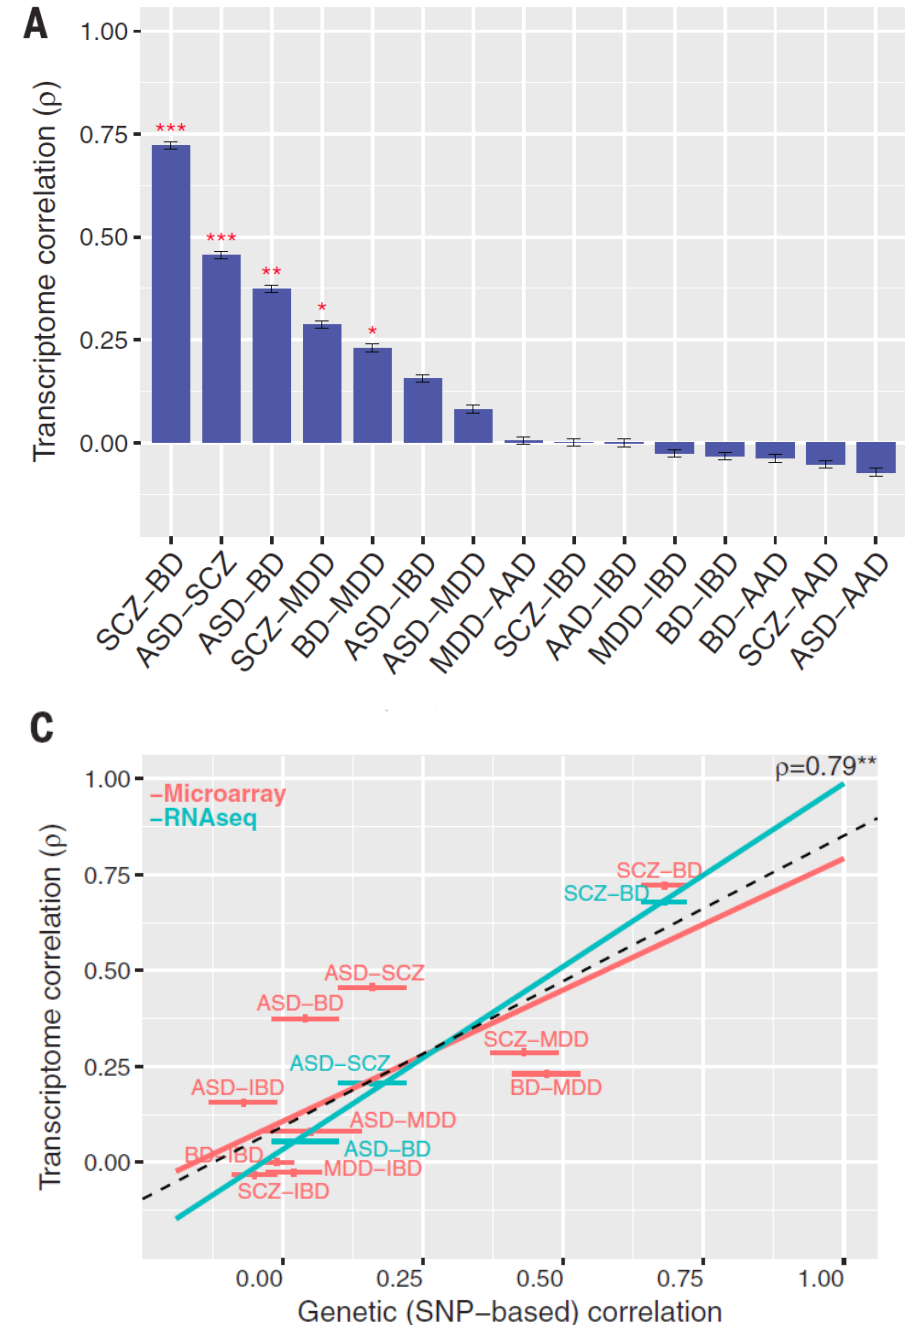 A
Transcriptome correlation (ρ)
1.00
0.75
0.50
0.25
0.00
***
***
**
*
*
SCZ−BD
ASD−SCZ
ASD−BD
SCZ−MDD
BD−MDD
ASD−IBD
ASD−MDD
MDD−AAD
SCZ−IBD
AAD−IBD
MDD−IBD
BD−IBD
BD−AAD
SCZ−AAD
ASD−AAD
C
Transcriptome correlation (ρ)
1.00
0.75
0.50
0.25
0.00
ρ=0.79**
−Microarray
−RNAseq
SCZ−BD
SCZ−BD
ASD−SCZ
ASD−BD
SCZ−MDD
ASD−SCZ
BD−MDD
ASD−IBD
ASD−MDD
ASD−BD
BD−IBD
MDD−IBD
SCZ−IBD
0.00 0.25 0.50 0.75 1.00
Genetic (SNP−based) correlation